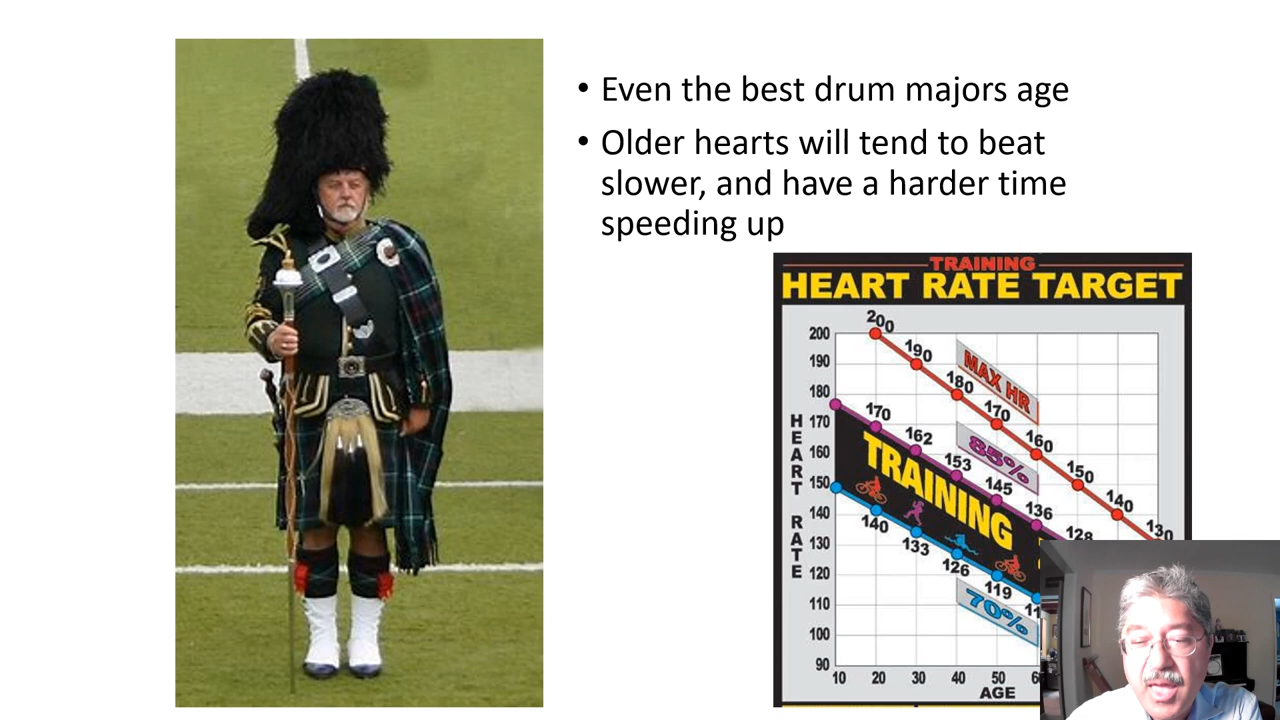 • Even the best drum majors age
• Older hearts will tend to beat
slower, and have a harder time
speeding up
TRAINING
HEART RATE TARGET
200
190
180
170
160
150
140
130
120
110
100
90
HEART RATE
200
190
180
170
160
150
140
130
MAX HR
170
162
153
145
136
128
85%
TRAINING
140
133
126
119
70%
10 20 30 40 50
AGE